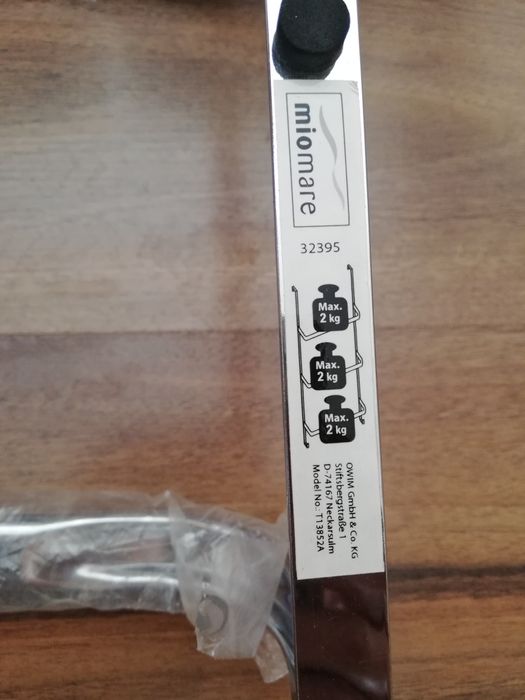 miomare
32395
Max.
2 kg
Max.
2 kg
Max.
2 kg
OWIM GmbH & Co. KG
Stiftsbergstraße 1
D-74167 Neckarsulm
Model No.: T13852A